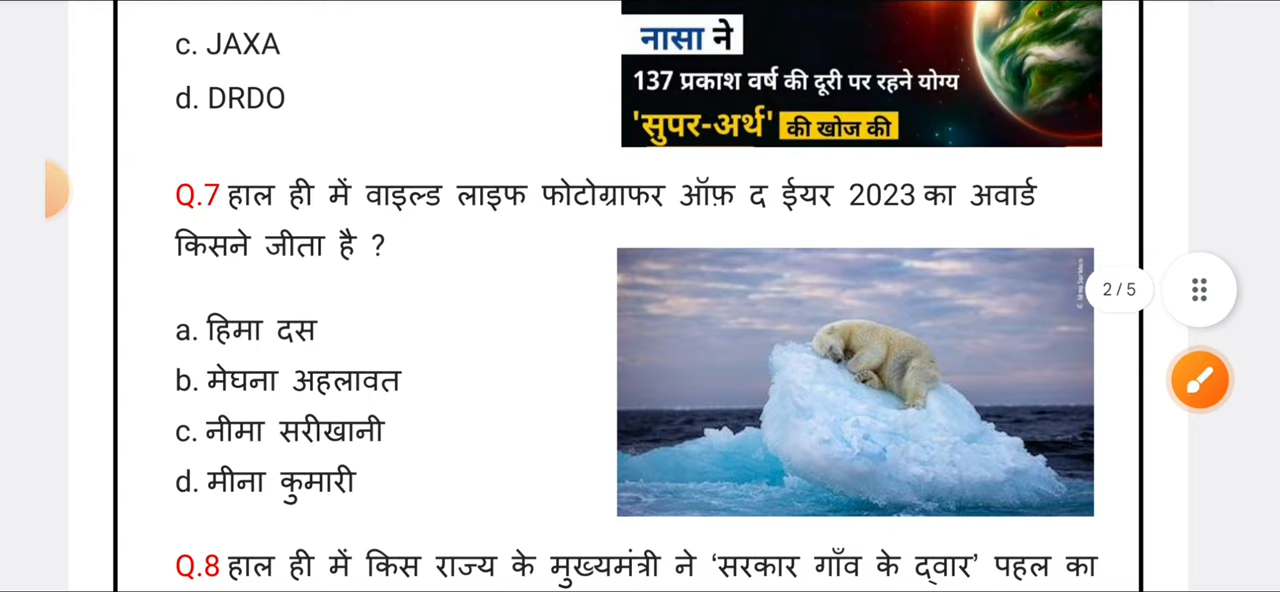 c. JAXA
d. DRDO
नासा ने
137 प्रकाश वर्ष की दूरी पर रहने योग्य
'सुपर-अर्थ' की खोज की
Q.7 हाल ही में वाइल्ड लाइफ फोटोग्राफर ऑफ़ द ईयर 2023 का अवार्ड
किसने जीता है ?
a. हिमा दस
b. मेघना अहलावत
c. नीमा सरीखानी
d. मीना कुमारी
2 / 5
Q.8 हाल ही में किस राज्य के मुख्यमंत्री ने ‘सरकार गाँव के द्वार’ पहल का